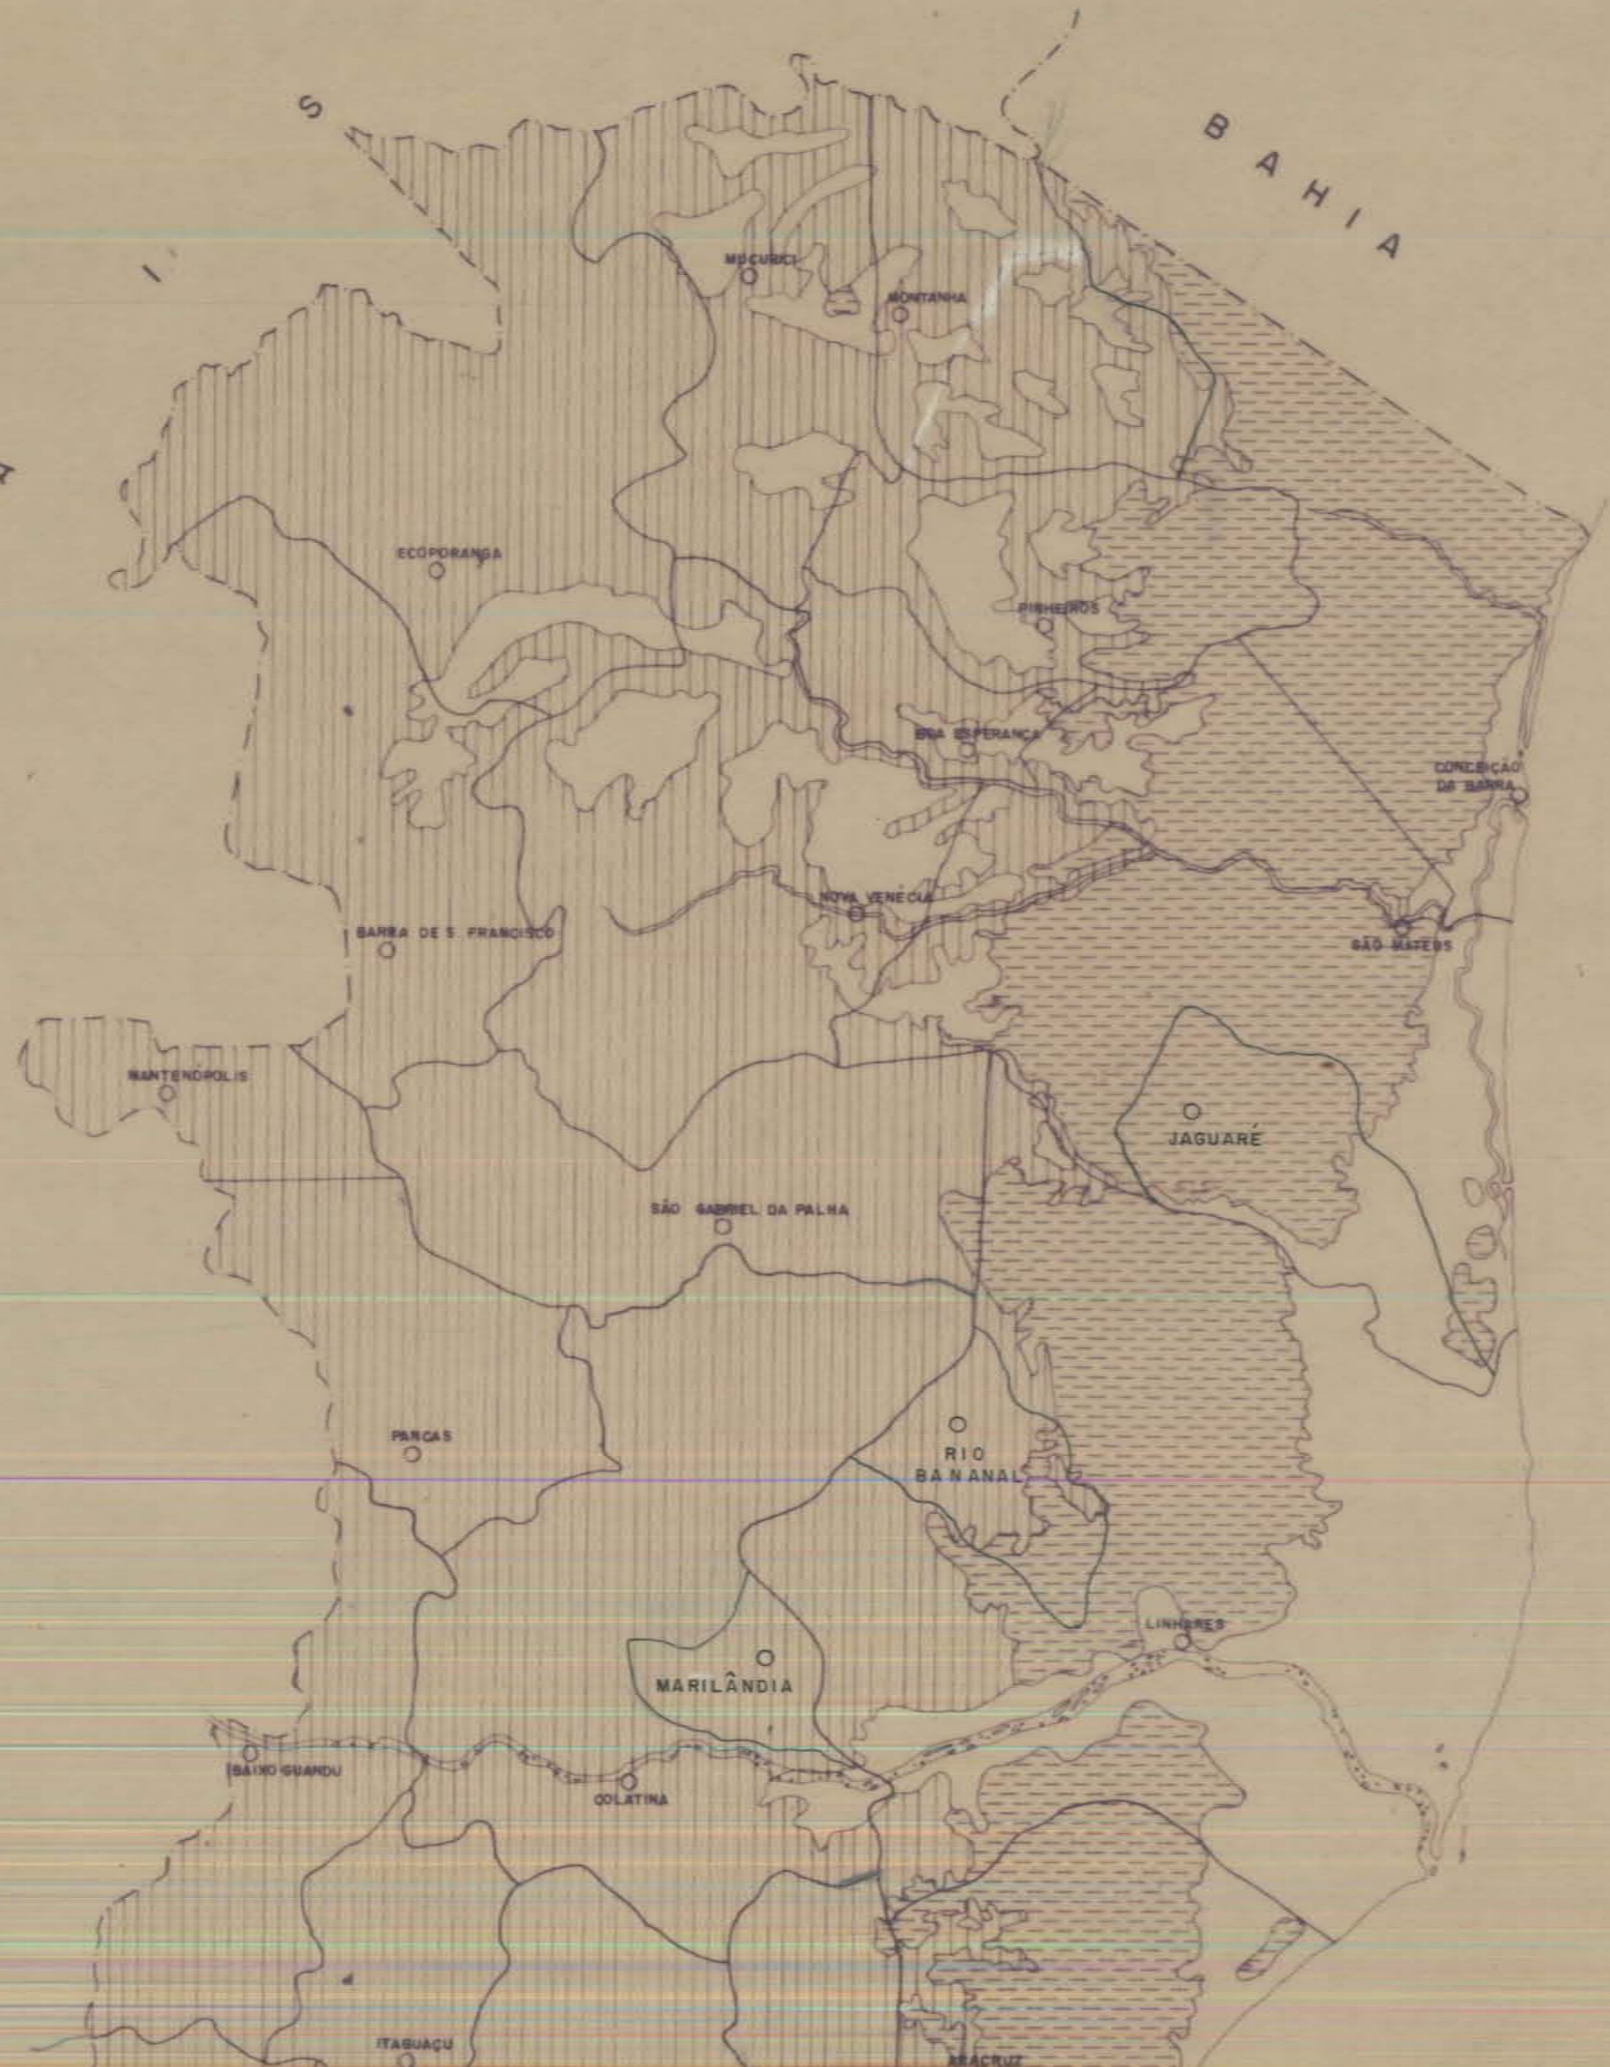 S
BAHIA
I
MUCURICI
MONTANHA
A
ECOPORANGA
PINHEIROS
BOA ESPERANÇA
CONCEIÇÃO
DA BARRA
NOVA VENÉCIA
BARRA DE S FRANCISCO
SÃO MATEUS
MANTENÓPOLIS
JAGUARÉ
SÃO GABRIEL DA PALHA
PANCAS
RIO
BANANAL
LINHARES
MARILÂNDIA
BAIXO GUANDU
COLATINA
ITAGUAÇU
ARACRUZ